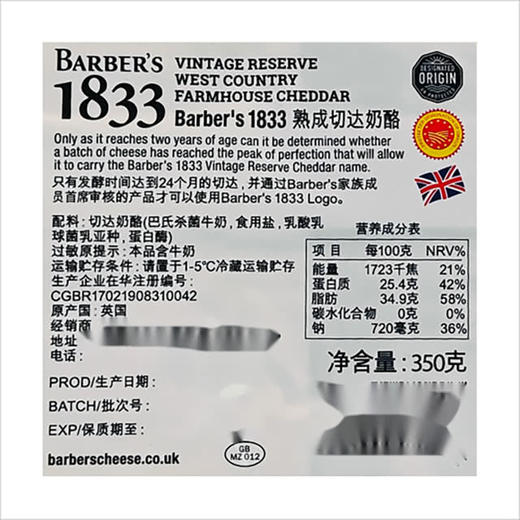 BARBER'S
1833
VINTAGE RESERVE
WEST COUNTRY
FARMHOUSE CHEDDAR
Barber's 1833 熟成切达奶酪
DESIGNATED
ORIGIN
UK PROTECTED
Only as it reaches two years of age can it be determined whether
a batch of cheese has reached the peak of perfection that will allow
it to carry the Barber's 1833 Vintage Reserve Cheddar name.
只有发酵时间达到24个月的切达，并通过Barber's家族成
员首席审核的产品才可以使用Barber's 1833 Logo。
配料：切达奶酪(巴氏杀菌牛奶，食用盐，乳酸乳
球菌乳亚种，蛋白酶)
过敏原提示：本品含牛奶
运输贮存条件：请置于1-5℃冷藏运输贮存
生产企业在华注册编号：
CGBR17021908310042
原产国：英国
经销商
地址
电话：
营养成分表
项目 每100克 NRV%
能量 1723千焦 21%
蛋白质 25.4克 42%
脂肪 34.9克 58%
碳水化合物 0克 0%
钠 720毫克 36%
净含量：350克
PROD/生产日期：
BATCH/批次号：
EXP/保质期至：
barberscheese.co.uk
GB
MZ 012